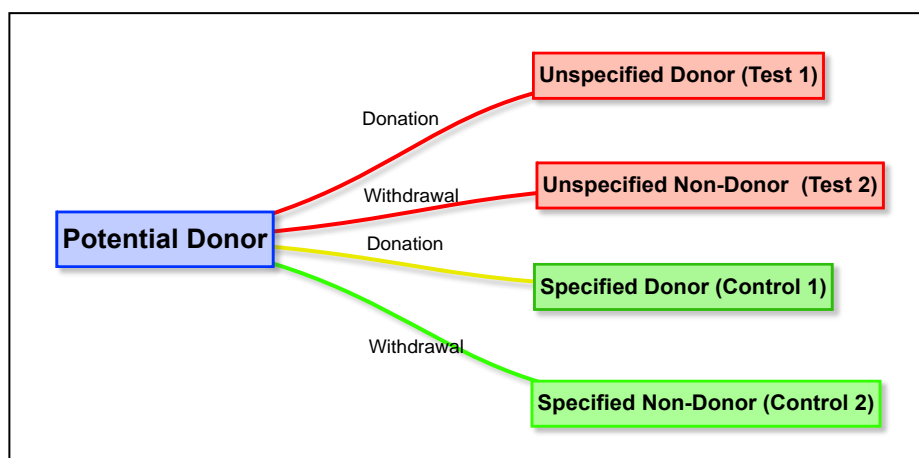 Unspecified Donor (Test 1)
Donation
Unspecified Non-Donor  (Test 2)
Withdrawal
Potential Donor
Donation
Specified Donor (Control 1)
Withdrawal
Specified Non-Donor (Control 2)